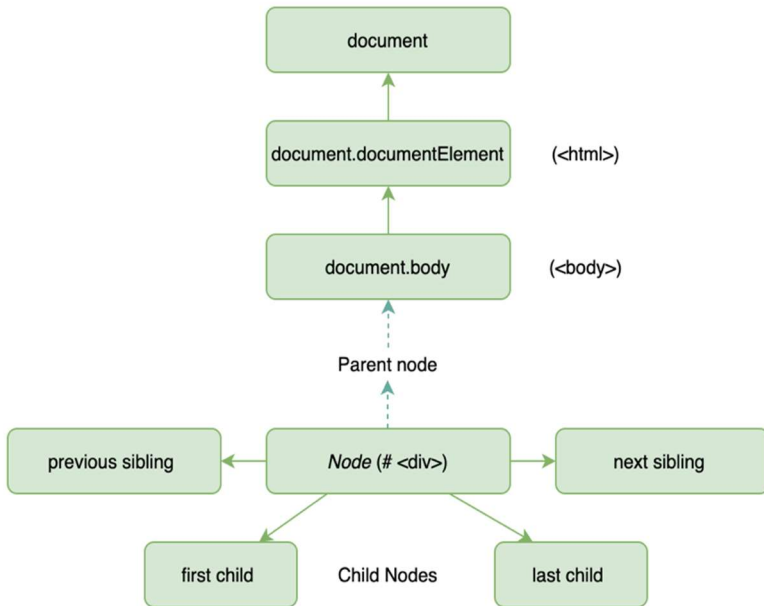 document
document.documentElement
(<html>)
document.body
(<body>)
Parent node
previous sibling
Node (# <div>)
next sibling
first child
Child Nodes
last child